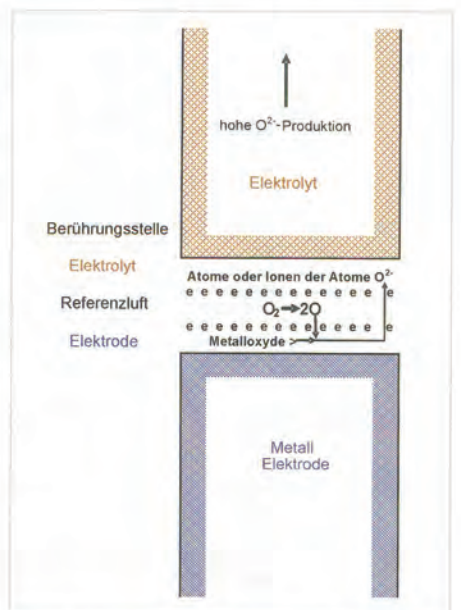 hohe O²⁻-Produktion
Elektrolyt
Berührungsstelle
Elektrolyt
Referenzluft
Elektrode
Atome oder Ionen der Atome O²⁻
e e e e e e e e e e e e e e
O₂→2O
e e e e e e e e e e e e e e
Metalloxyde >→
Metall
Elektrode